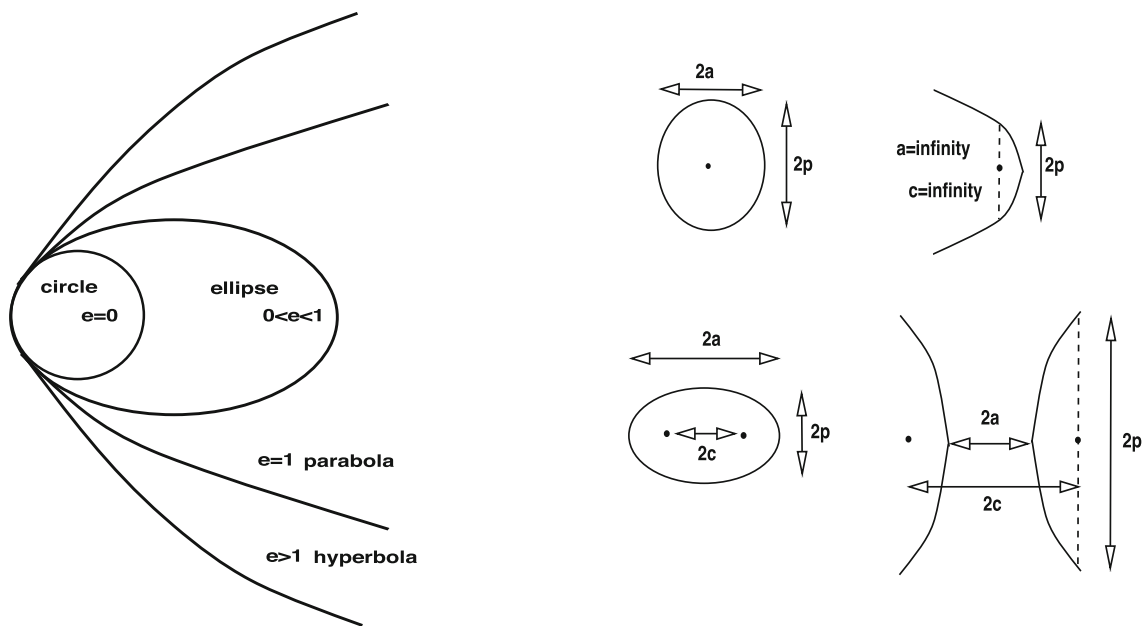 circle
e=0
ellipse
0<e<1
e=1 parabola
e>1 hyperbola
2a
2p
a=infinity
c=infinity
2p
2a
2c
2p
2a
2c
2p